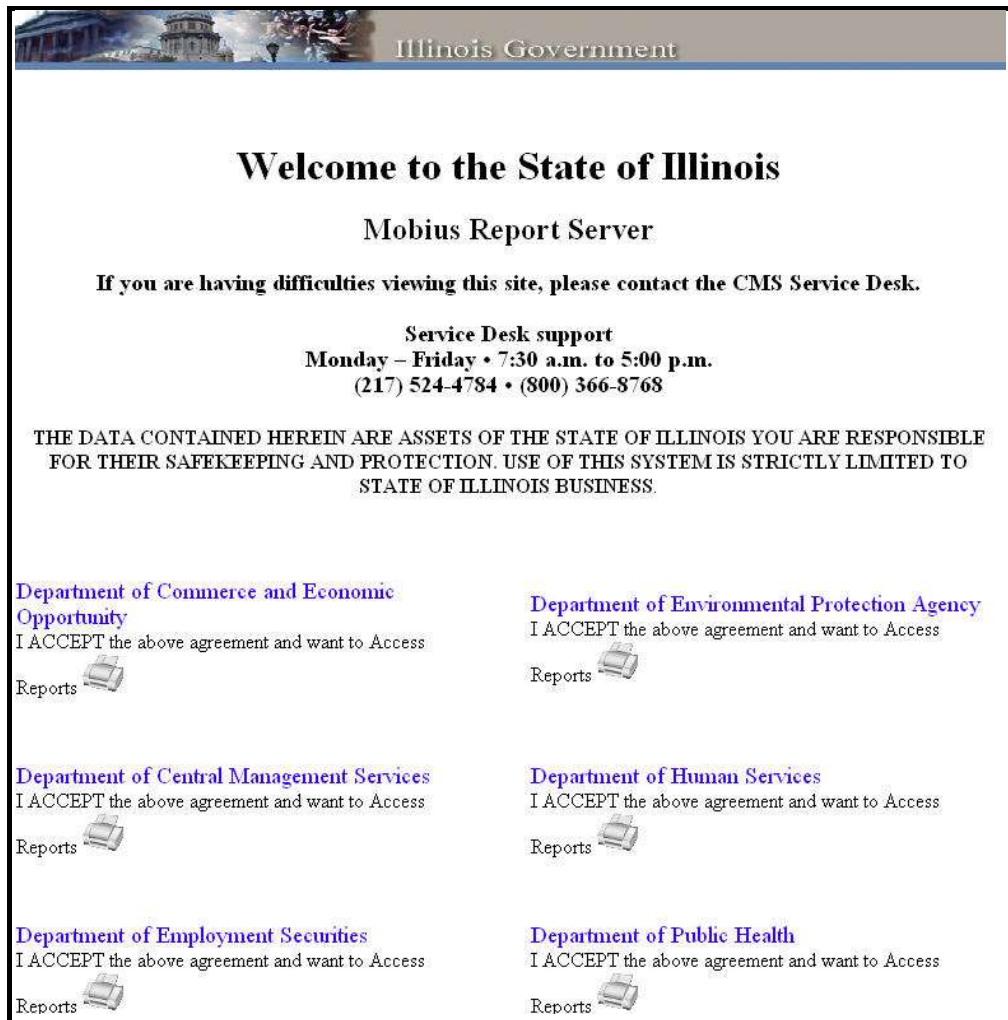 Illinois Government
Welcome to the State of Illinois
Mobius Report Server
If you are having difficulties viewing this site, please contact the CMS Service Desk.
Service Desk support
Monday – Friday • 7:30 a.m. to 5:00 p.m.
(217) 524-4784 • (800) 366-8768
THE DATA CONTAINED HEREIN ARE ASSETS OF THE STATE OF ILLINOIS YOU ARE RESPONSIBLE
FOR THEIR SAFEKEEPING AND PROTECTION. USE OF THIS SYSTEM IS STRICTLY LIMITED TO
STATE OF ILLINOIS BUSINESS.
Department of Commerce and Economic
Opportunity
I ACCEPT the above agreement and want to Access
Reports
Department of Environmental Protection Agency
I ACCEPT the above agreement and want to Access
Reports
Department of Central Management Services
I ACCEPT the above agreement and want to Access
Reports
Department of Human Services
I ACCEPT the above agreement and want to Access
Reports
Department of Employment Securities
I ACCEPT the above agreement and want to Access
Reports
Department of Public Health
I ACCEPT the above agreement and want to Access
Reports